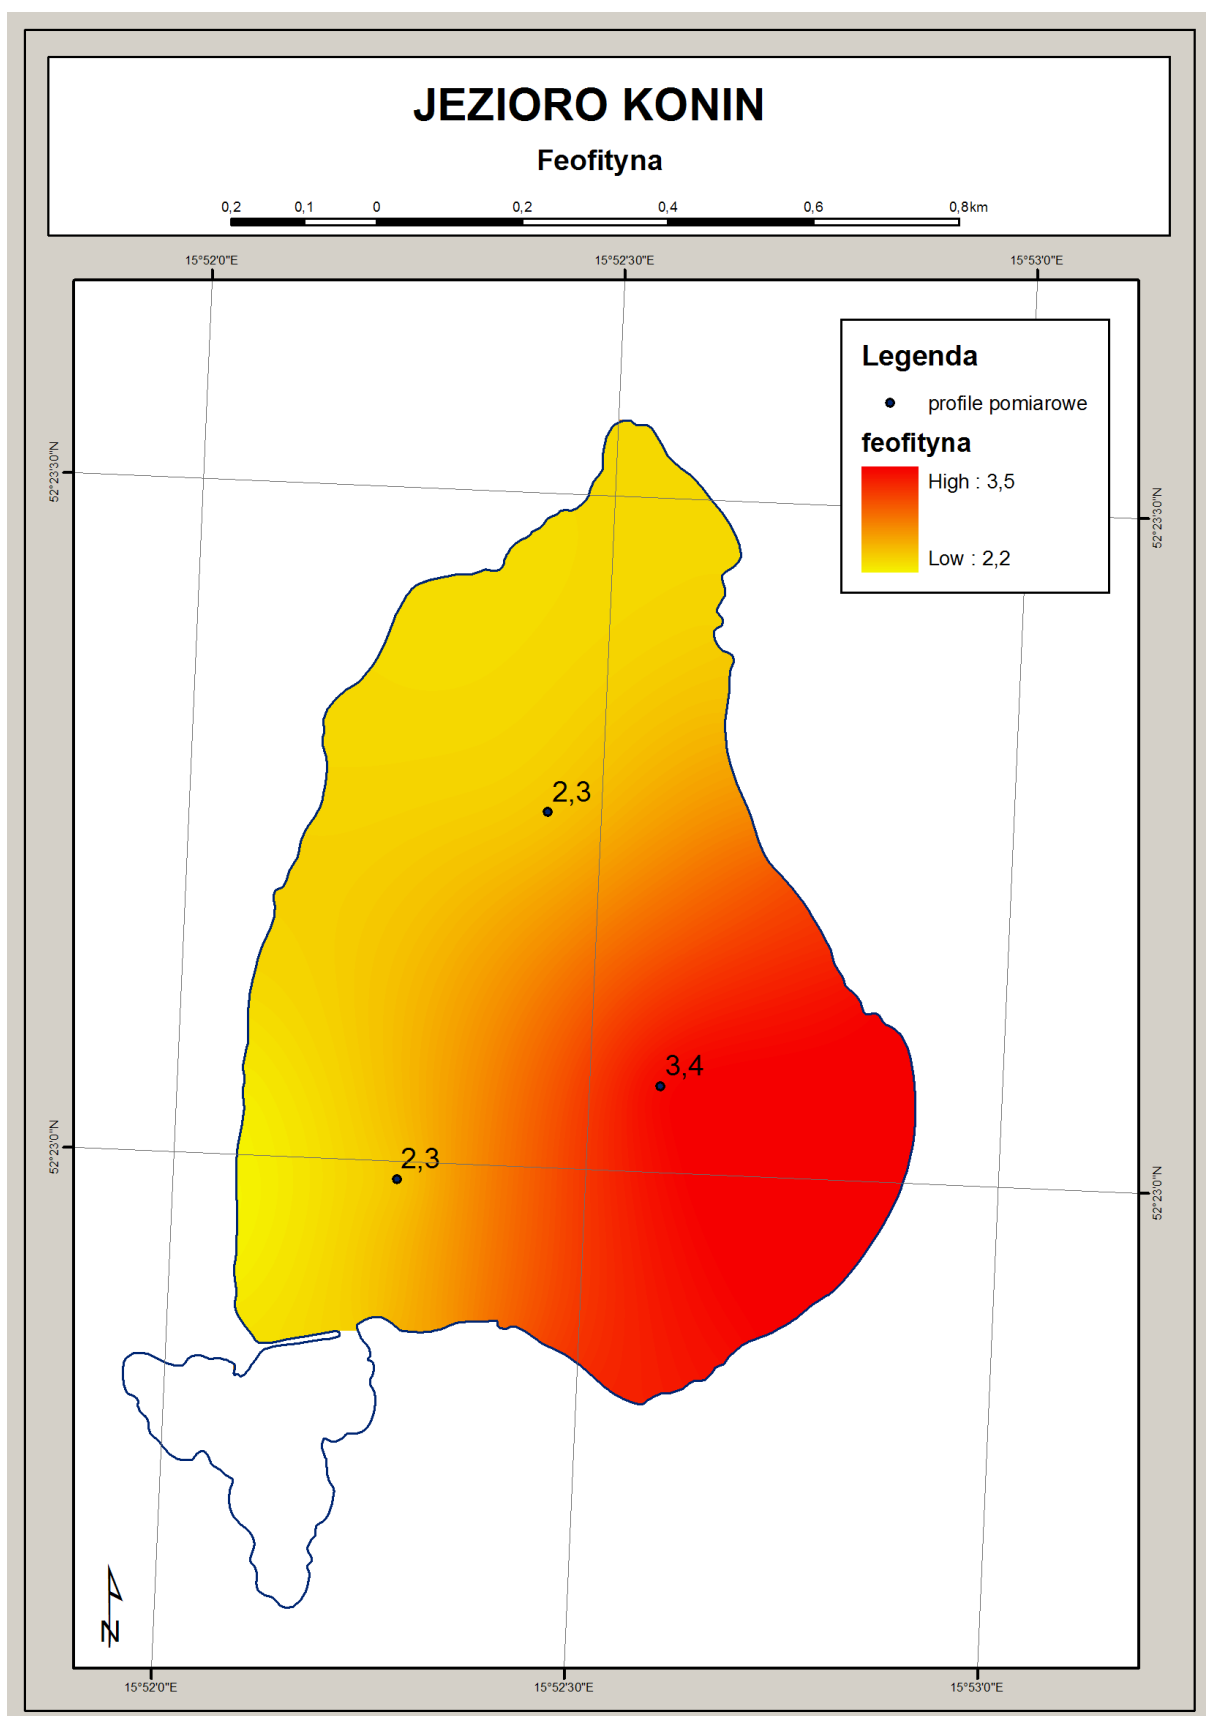 JEZIORO KONIN
Feofityna
0,2 0,1 0 0,2 0,4 0,6 0,8km
15°52'0"E 15°52'30"E 15°53'0"E
Legenda
profile pomiarowe
feofityna
High : 3,5
Low : 2,2
52°23'30"N
52°23'30"N
2,3
3,4
2,3
52°23'0"N
52°23'0"N
N
15°52'0"E 15°52'30"E 15°53'0"E